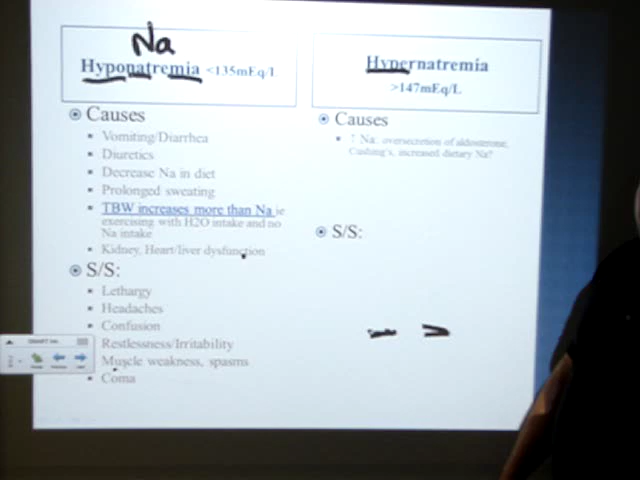 Na
Hyponatremia <135mEq/l
Causes
Vomiting/Diarrhea
Diuretics
Decrease Na in diet
Prolonged sweating
TBW increases more than Na ie
exercising with H2O intake and no
Na intake
Kidney, Heart/liver dysfunction
S/S:
Lethargy
Headaches
Confusion
Restlessness/Irritability
Muscle weakness, spasms
Coma
Hypernatremia
>147mEq/L
Causes
↑ Na: oversecretion of aldosterone,
Cushing's, increased dietary Na?
S/S: